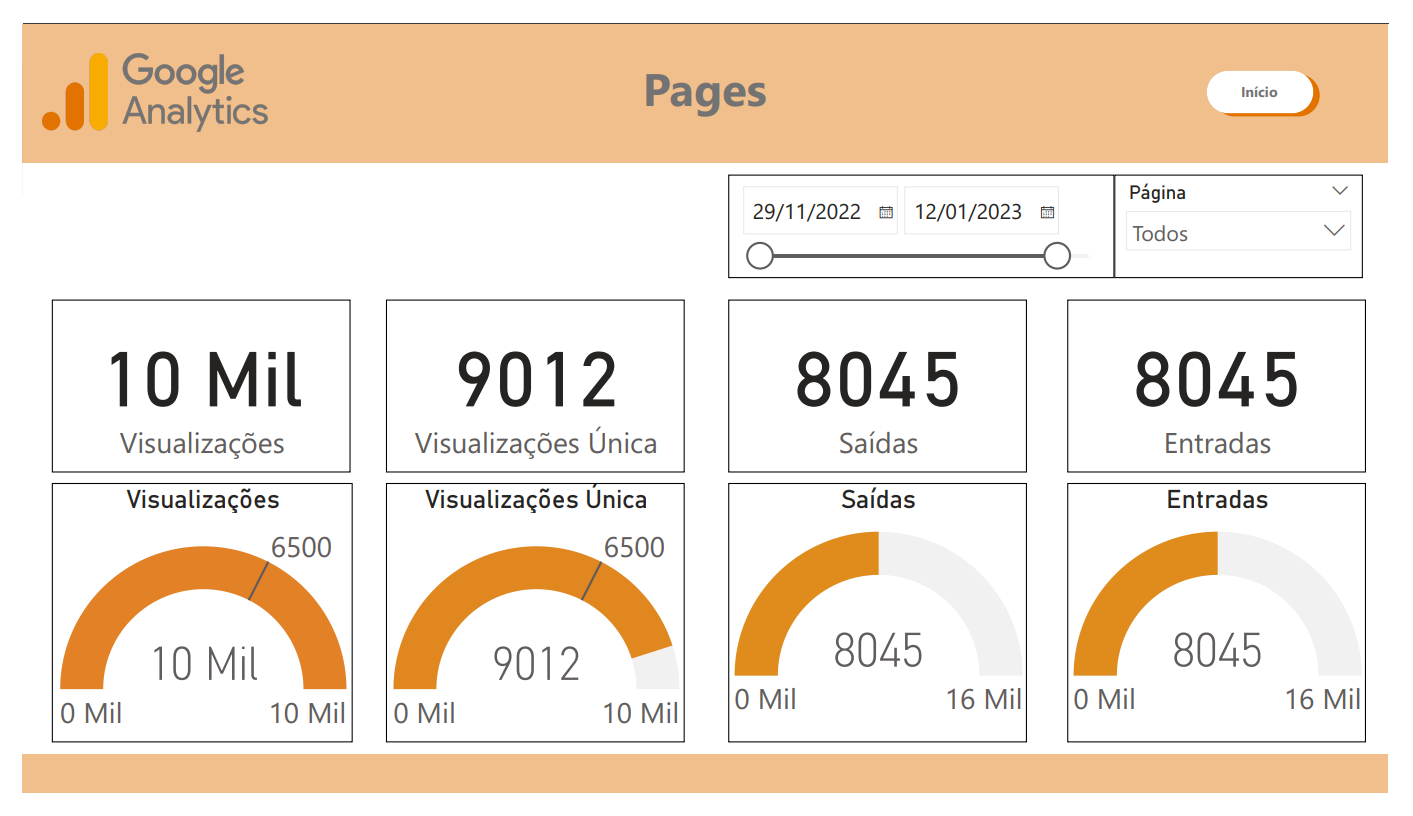 Google
Analytics
Pages
Início
29/11/2022
12/01/2023
Página
Todos
10 Mil
Visualizações
9012
Visualizações Única
8045
Saídas
8045
Entradas
Visualizações
6500
10 Mil
0 Mil
10 Mil
Visualizações Única
6500
9012
0 Mil
10 Mil
Saídas
8045
0 Mil
16 Mil
Entradas
8045
0 Mil
16 Mil